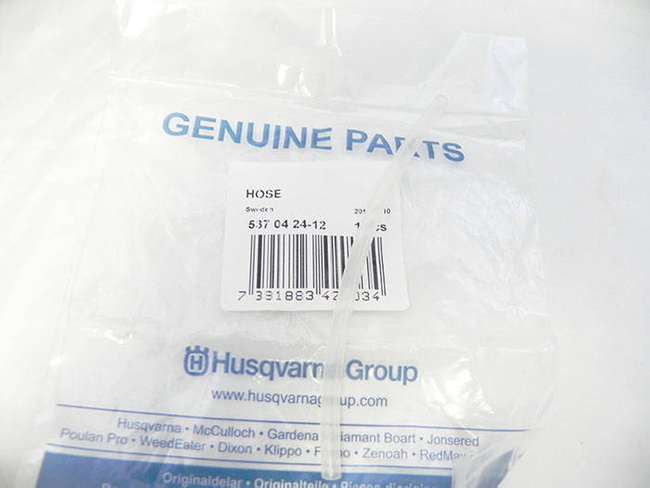 GENUINE PARTS
HOSE
Sweden
537 04 24-12
Husqvarna Group
www.husqvarnagroup.com
Husqvarna • McCulloch • Gardena • Diamant Boart • Jonsered
Poulan Pro • WeedEater • Dixon • Klippo • • Zenoah • RedMax
Originaldelar • Originalteile •